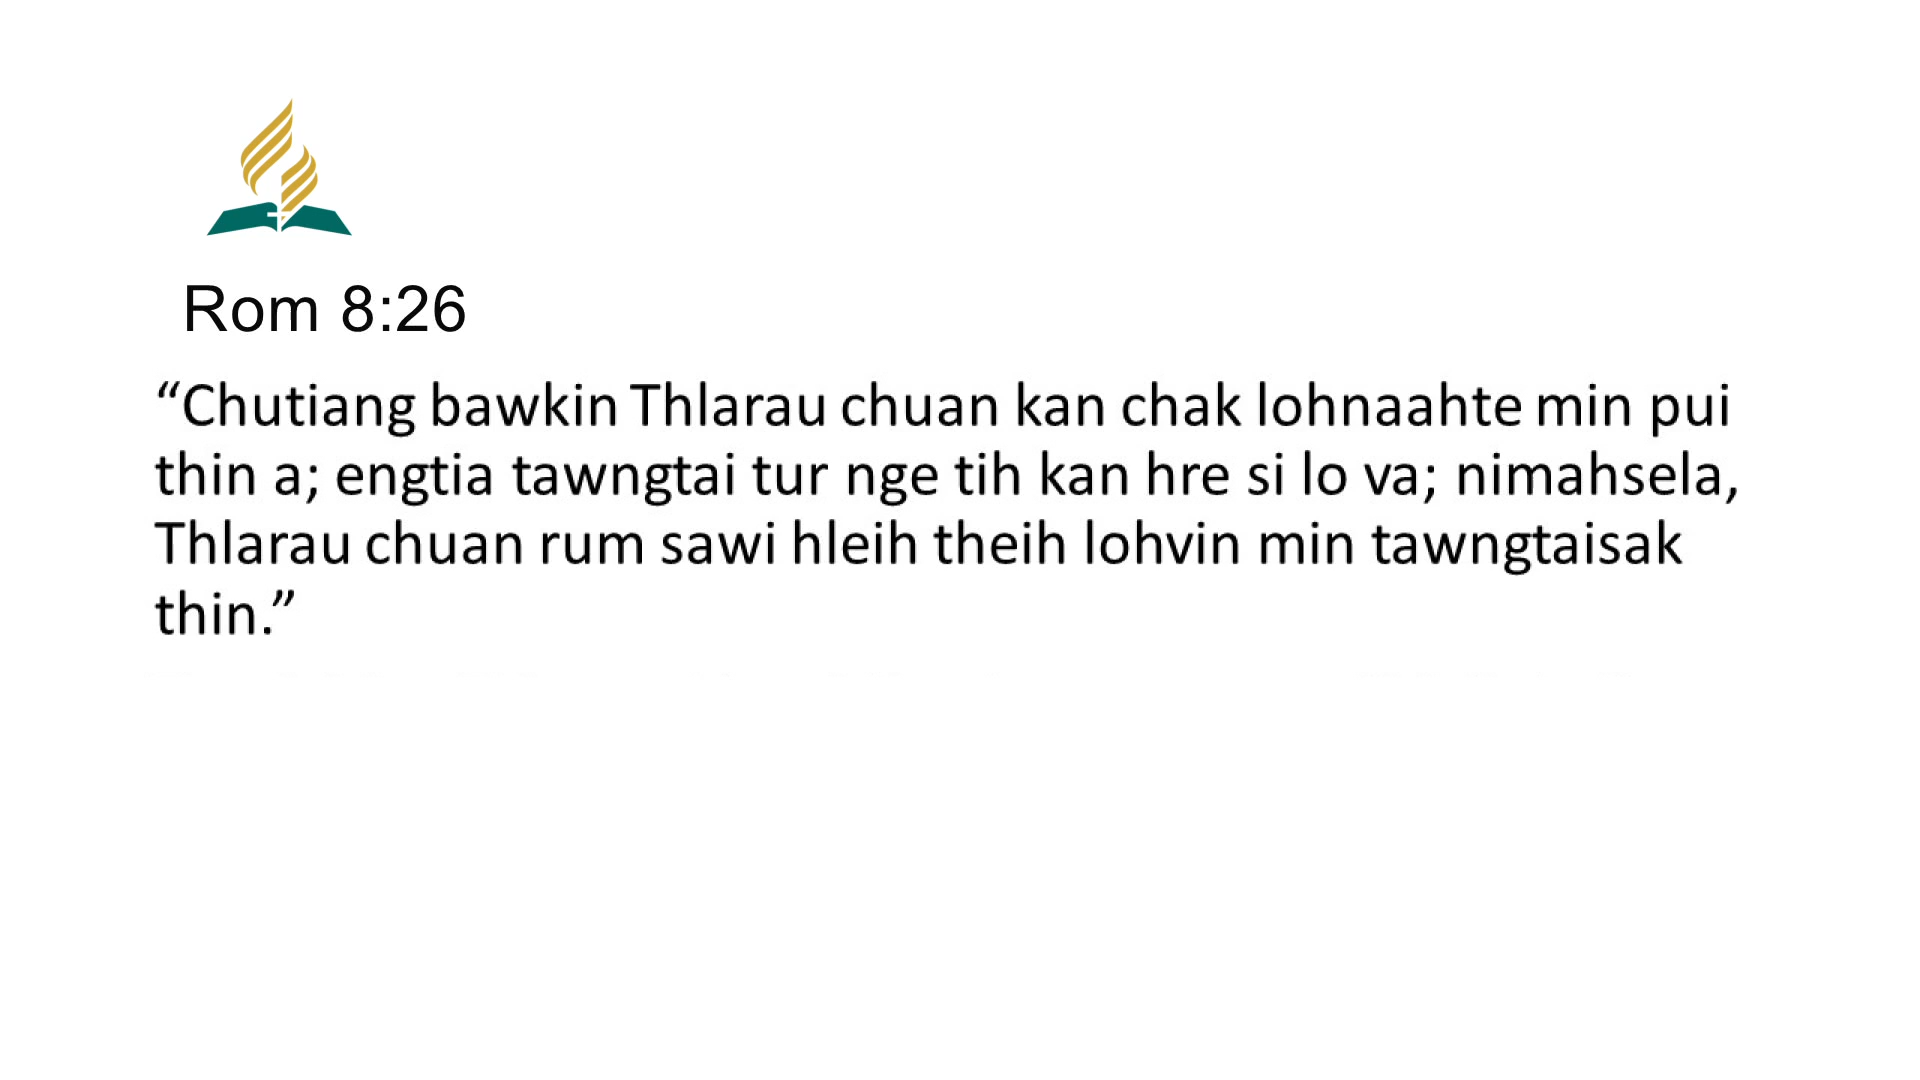 Rom 8:26
“Chutiang bawkin Thlarau chuan kan chak lohnaahte min pui
thin a; engtia tawngtai tur nge tih kan hre si lo va; nimahsela,
Thlarau chuan rum sawi hleih theih lohvin min tawngtaisak
thin.”